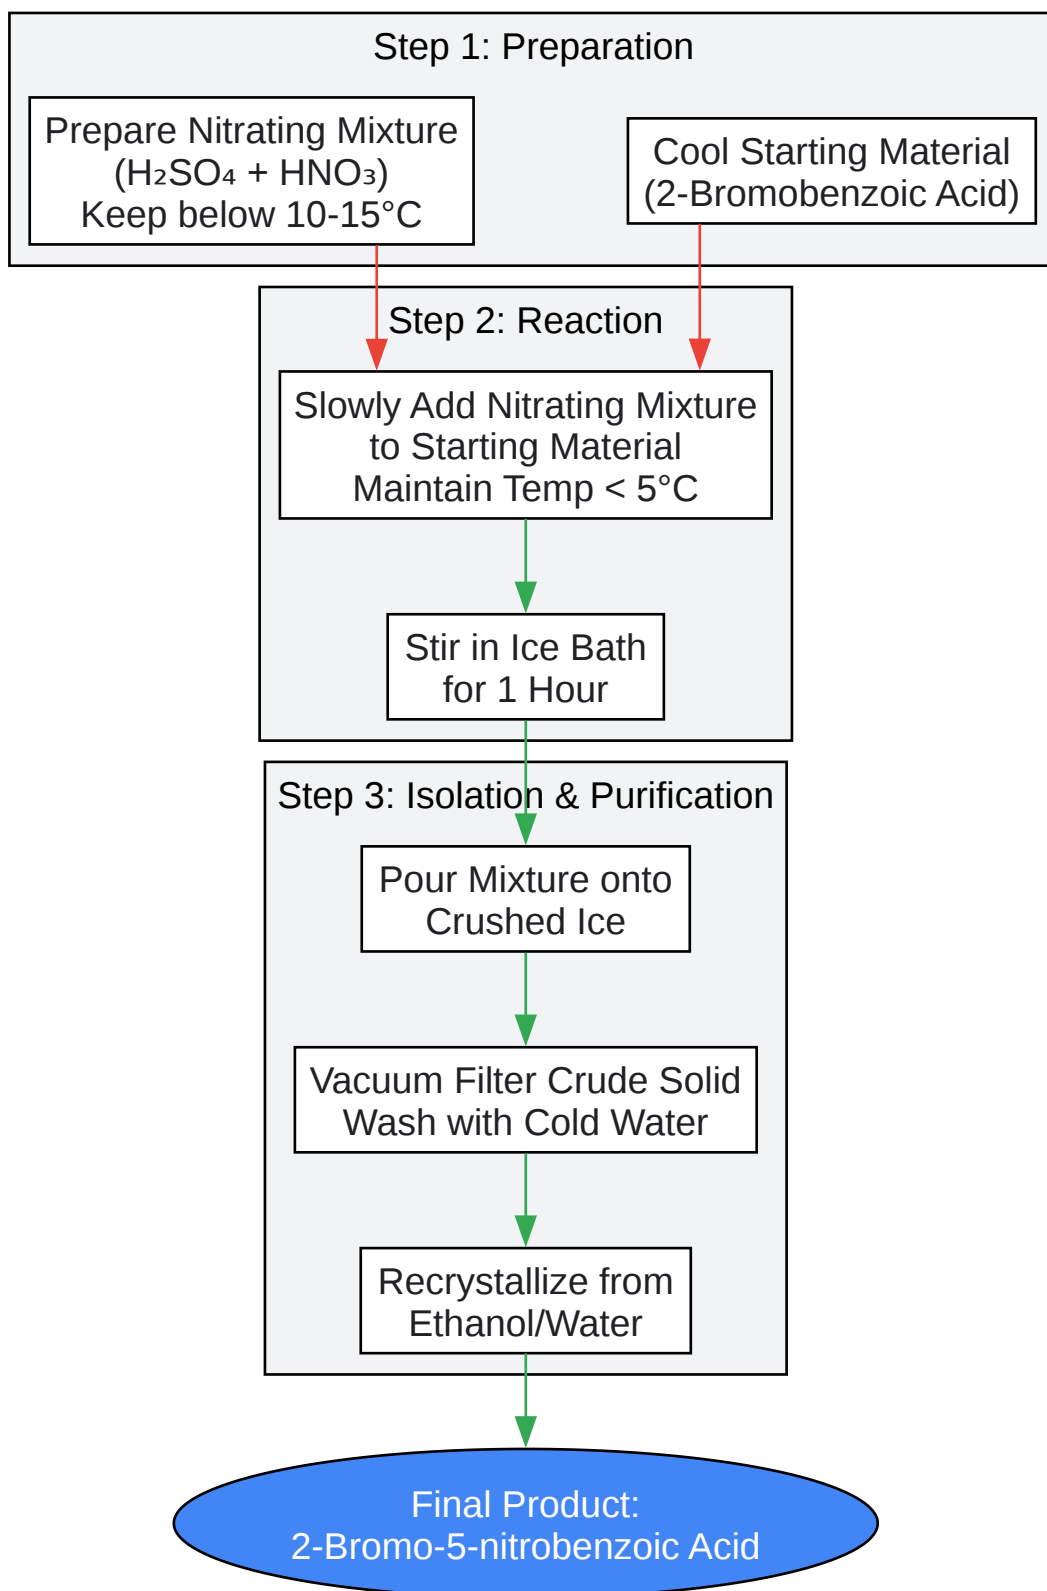 Step 1: Preparation
Prepare Nitrating Mixture
(H₂SO₄ + HNO₃)
Keep below 10-15°C
Cool Starting Material
(2-Bromobenzoic Acid)
Step 2: Reaction
Slowly Add Nitrating Mixture
to Starting Material
Maintain Temp < 5°C
Stir in Ice Bath
for 1 Hour
Step 3: Isolation & Purification
Pour Mixture onto
Crushed Ice
Vacuum Filter Crude Solid
Wash with Cold Water
Recrystallize from
Ethanol/Water
Final Product:
2-Bromo-5-nitrobenzoic Acid